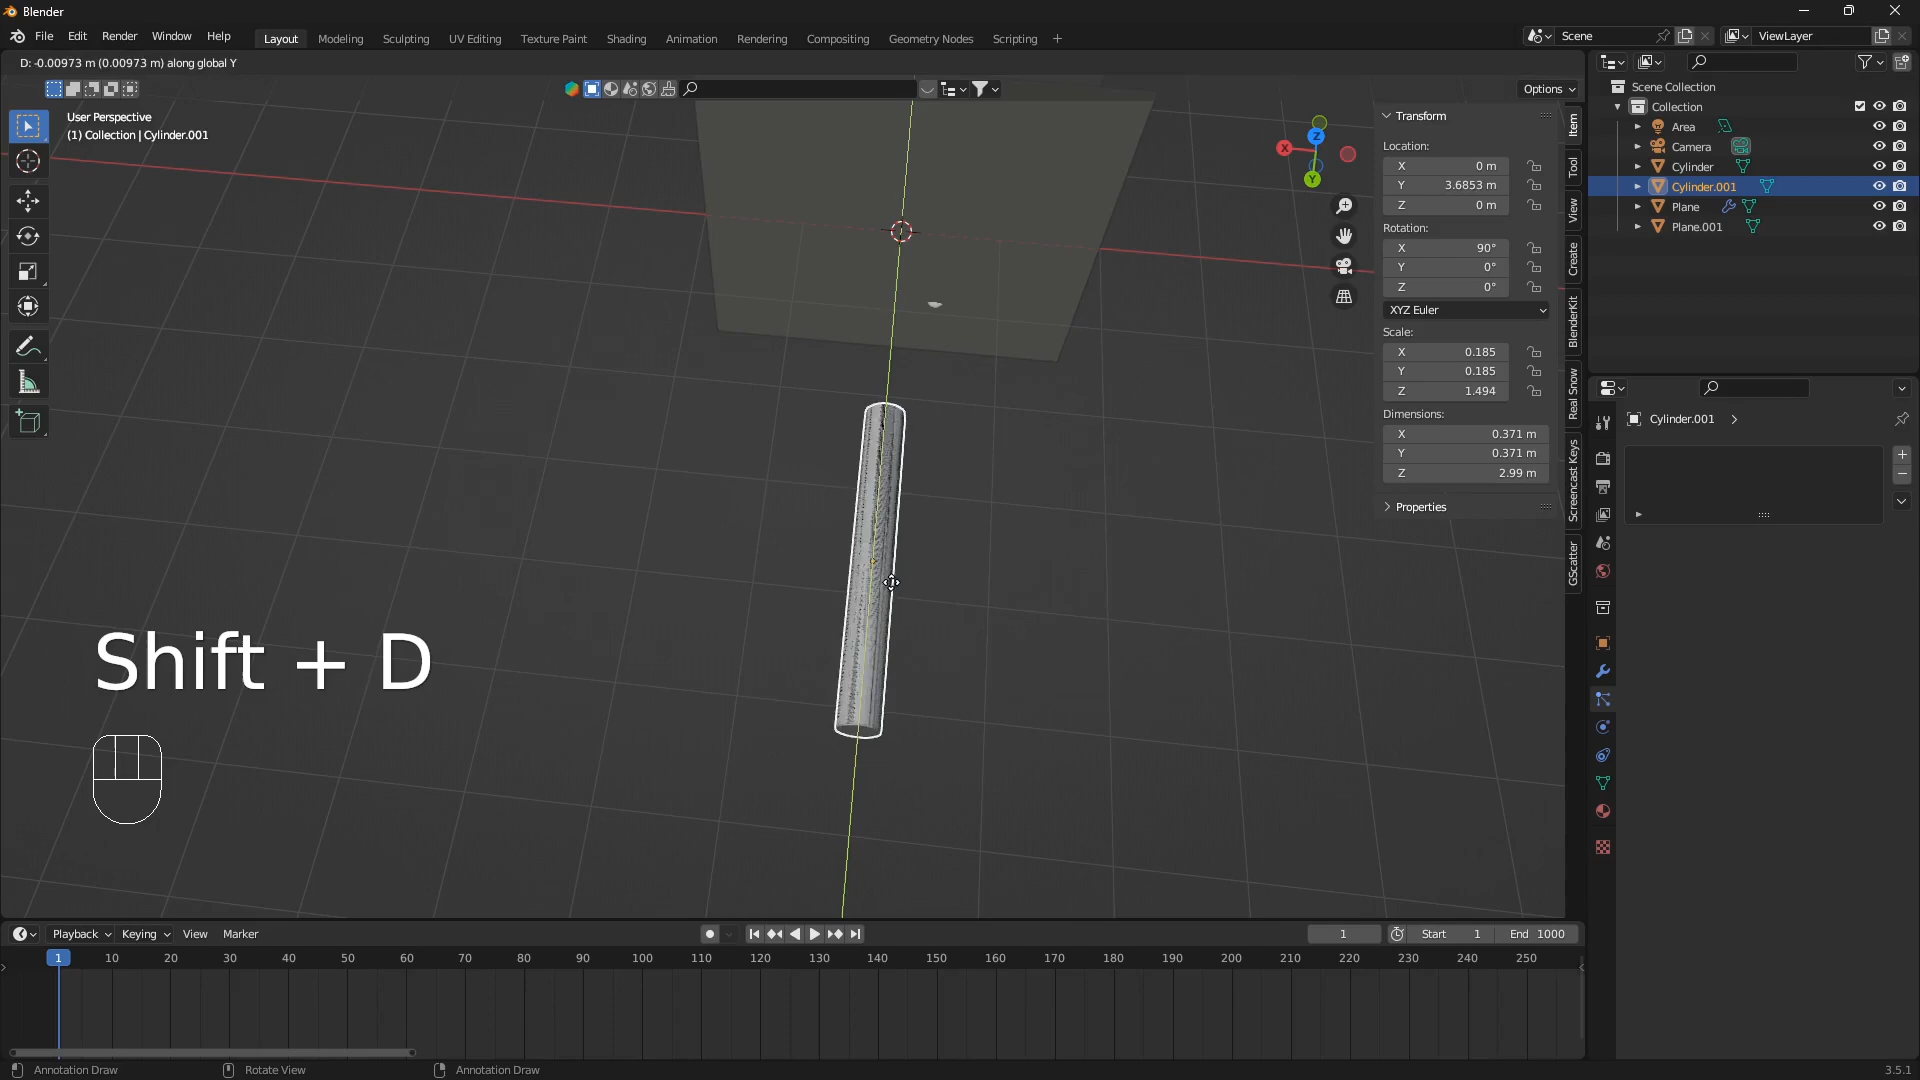 Blender
File Edit Render Window Help Layout Modeling Sculpting UV Editing Texture Paint Shading Animation Rendering Compositing Geometry Nodes Scripting + Scene ViewLayer
D: -0.00973 m (0.00973 m) along global Y
Options
User Perspective
(1) Collection | Cylinder.001
X
Y
Z
Transform
Location:
X 0 m
Y 3.6853 m
Z 0 m
Rotation:
X 90°
Y 0°
Z 0°
XYZ Euler
Scale:
X 0.185
Y 0.185
Z 1.494
Dimensions:
X 0.371 m
Y 0.371 m
Z 2.99 m
Properties
Item
Tool
View
Create
BlenderKit
Real Snow
Screencast Keys
GScatter
Scene Collection
Collection
Area
Camera
Cylinder
Cylinder.001
Plane
Plane.001
Cylinder.001
Shift + D
Playback Keying View Marker 1 Start 1 End 1000
1 10 20 30 40 50 60 70 80 90 100 110 120 130 140 150 160 170 180 190 200 210 220 230 240 250
Annotation Draw Rotate View Annotation Draw 3.5.1